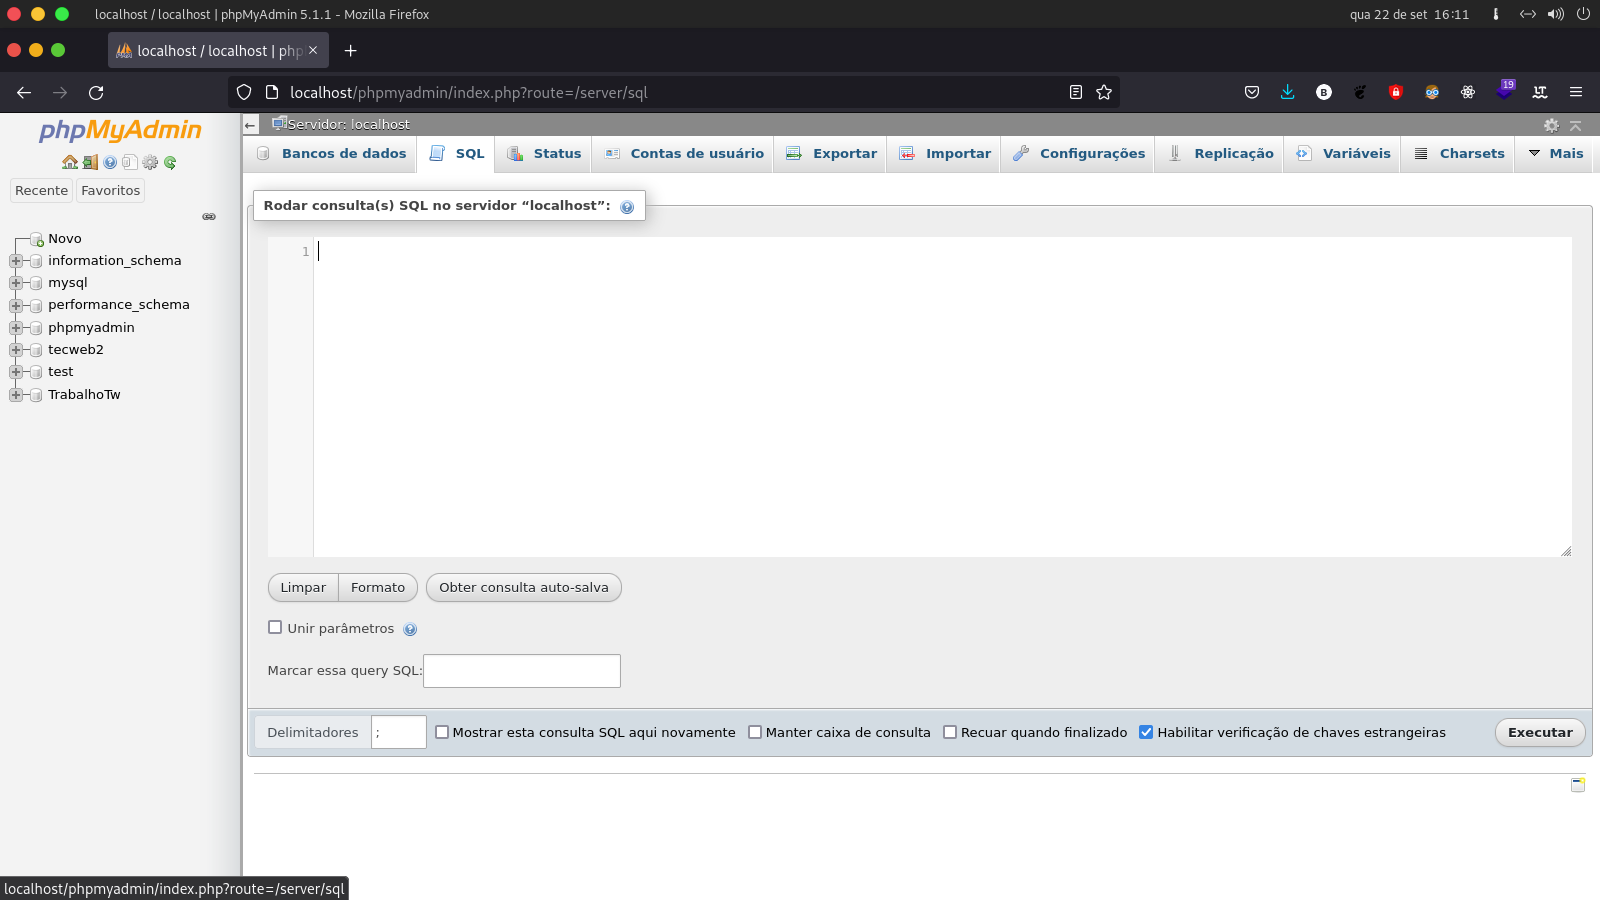 localhost / localhost | phpMyAdmin 5.1.1 - Mozilla Firefox
qua 22 de set 16:11
localhost / localhost | php
localhost/phpmyadmin/index.php?route=/server/sql
19
phpMyAdmin
Recente Favoritos
Novo
information_schema
mysql
performance_schema
phpmyadmin
tecweb2
test
TrabalhoTw
Servidor: localhost
Bancos de dados SQL Status Contas de usuário Exportar Importar Configurações Replicação Variáveis Charsets Mais
Rodar consulta(s) SQL no servidor “localhost”:
1
Limpar Formato Obter consulta auto-salva
Unir parâmetros
Marcar essa query SQL:
Delimitadores ; Mostrar esta consulta SQL aqui novamente Manter caixa de consulta Recuar quando finalizado Habilitar verificação de chaves estrangeiras Executar
localhost/phpmyadmin/index.php?route=/server/sql